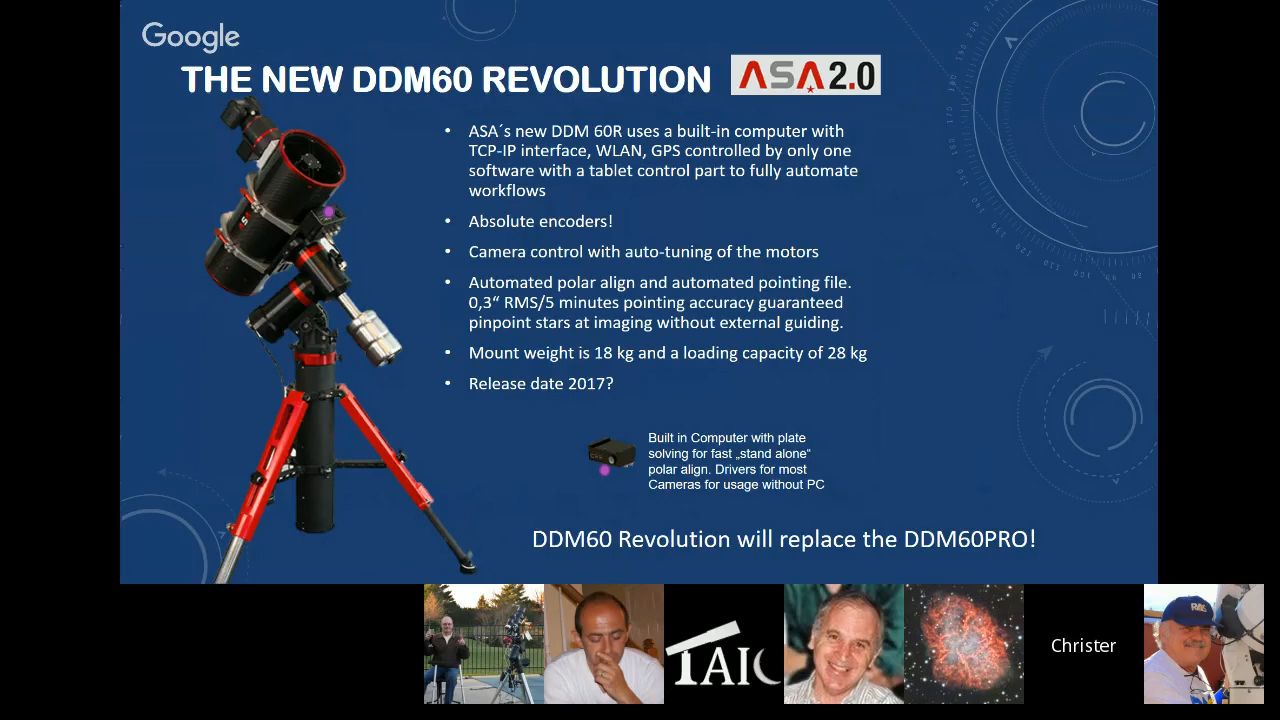 Google
THE NEW DDM60 REVOLUTION
ASA 2.0
• ASA´s new DDM 60R uses a built-in computer with
TCP-IP interface, WLAN, GPS controlled by only one
software with a tablet control part to fully automate
workflows
• Absolute encoders!
• Camera control with auto-tuning of the motors
• Automated polar align and automated pointing file.
0,3“ RMS/5 minutes pointing accuracy guaranteed
pinpoint stars at imaging without external guiding.
• Mount weight is 18 kg and a loading capacity of 28 kg
• Release date 2017?
Built in Computer with plate
solving for fast „stand alone“
polar align. Drivers for most
Cameras for usage without PC
DDM60 Revolution will replace the DDM60PRO!
TAIC
Christer
RAS